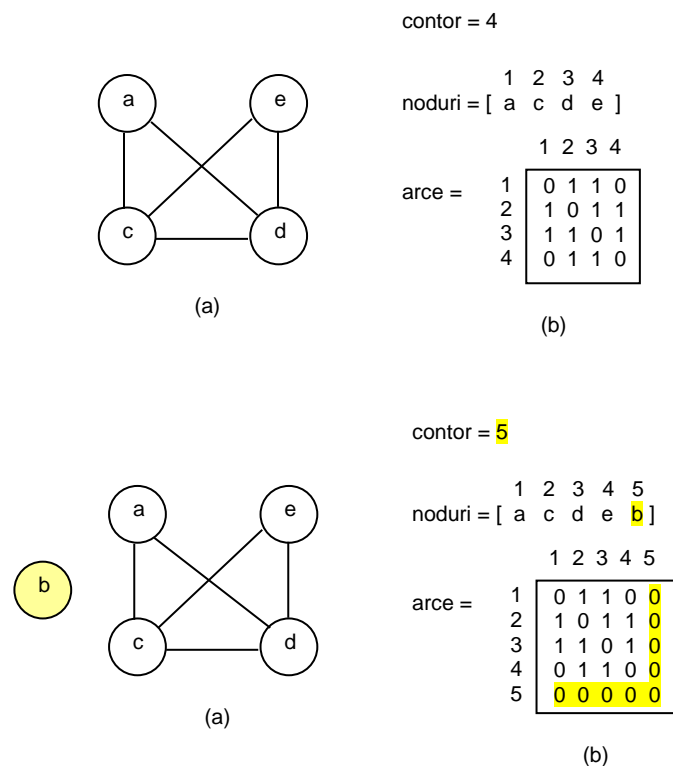 contor = 4
a e
c d
(a)
1 2 3 4
noduri = [ a c d e ]
1 2 3 4
arce =
1 0 1 1 0
2 1 0 1 1
3 1 1 0 1
4 0 1 1 0
(b)
contor = 5
a e
b
c d
(a)
1 2 3 4 5
noduri = [ a c d e b ]
1 2 3 4 5
arce =
1 0 1 1 0 0
2 1 0 1 1 0
3 1 1 0 1 0
4 0 1 1 0 0
5 0 0 0 0 0
(b)